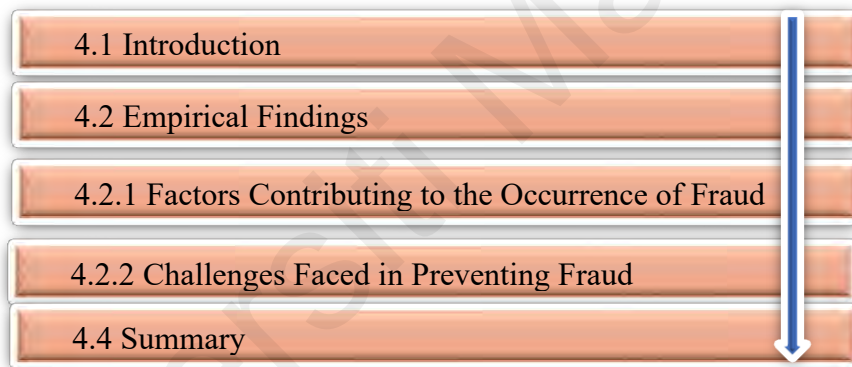 4.1 Introduction
4.2 Empirical Findings
4.2.1 Factors Contributing to the Occurrence of Fraud
4.2.2 Challenges Faced in Preventing Fraud
4.4 Summary